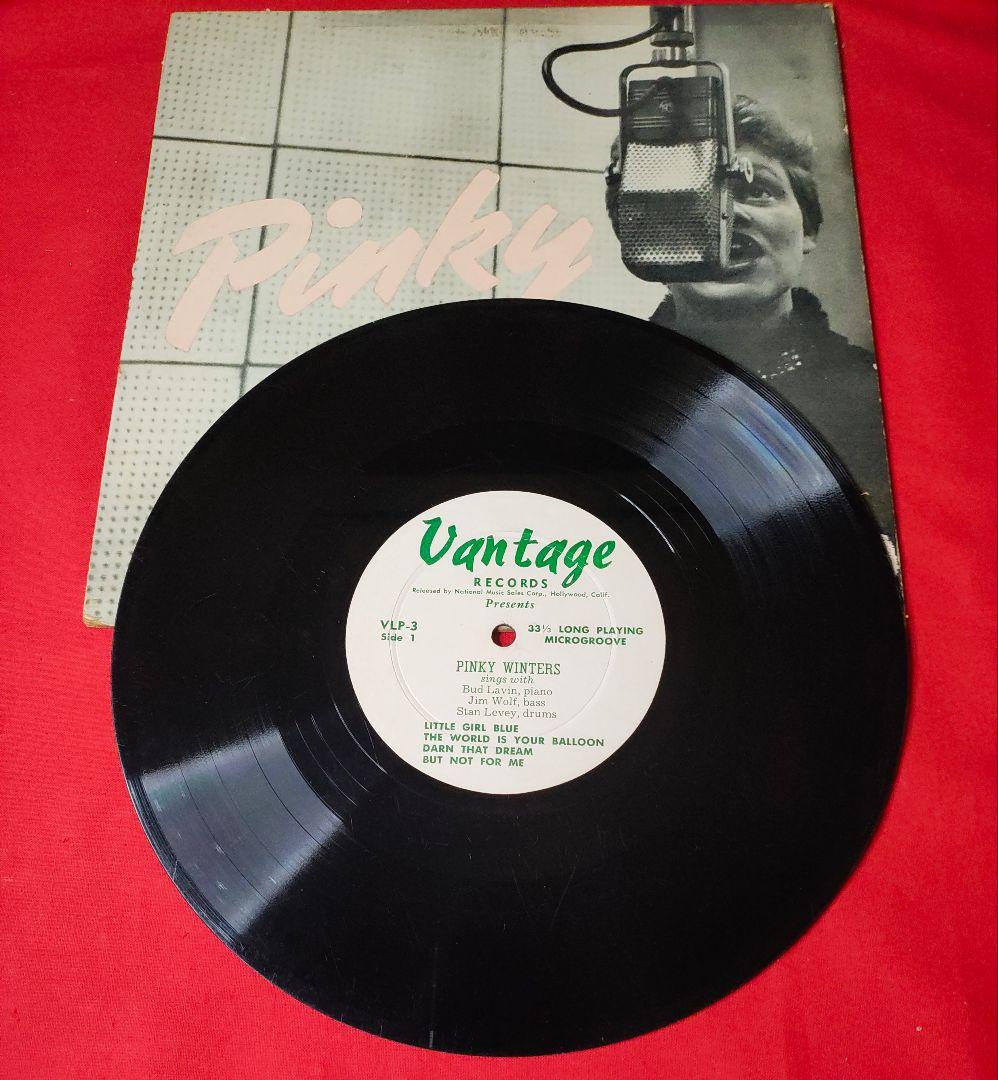 Pinky
Vantage
RECORDS
Released by National Music Sales Corp., Hollywood, Calif.
Presents
VLP-3
Side 1
33⅓ LONG PLAYING
MICROGROOVE
PINKY WINTERS
sings with
Bud Lavin, piano
Jim Wolf, bass
Stan Levey, drums
LITTLE GIRL BLUE
THE WORLD IS YOUR BALLOON
DARN THAT DREAM
BUT NOT FOR ME